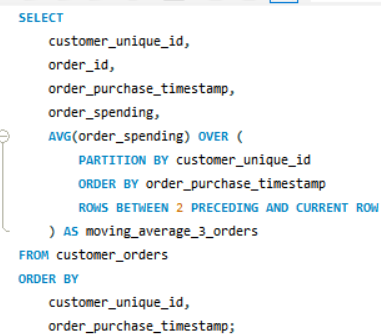 SELECT
    customer_unique_id,
    order_id,
    order_purchase_timestamp,
    order_spending,
    AVG(order_spending) OVER (
        PARTITION BY customer_unique_id
        ORDER BY order_purchase_timestamp
        ROWS BETWEEN 2 PRECEDING AND CURRENT ROW
    ) AS moving_average_3_orders
FROM customer_orders
ORDER BY
    customer_unique_id,
    order_purchase_timestamp;